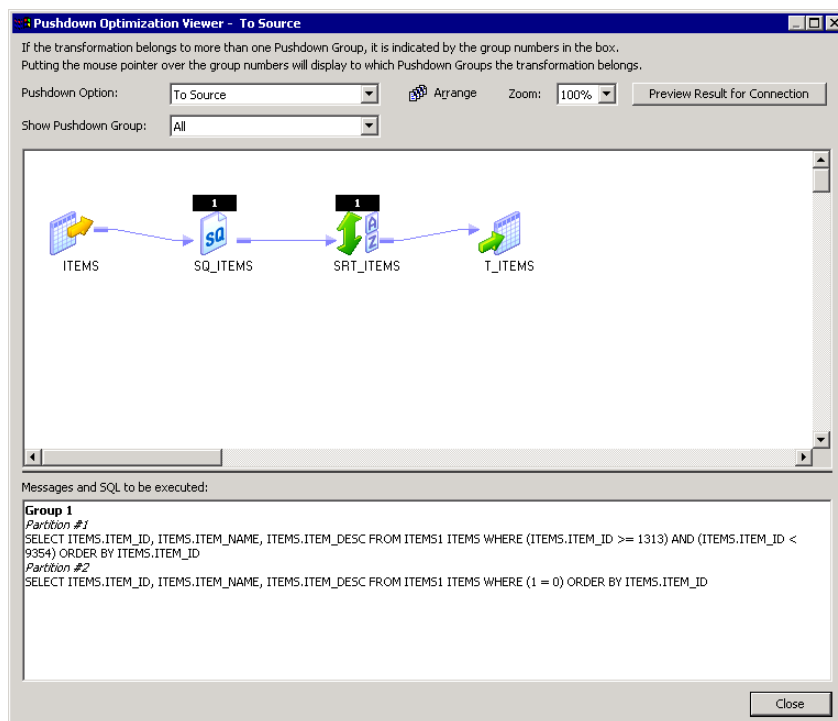 Pushdown Optimization Viewer - To Source
If the transformation belongs to more than one Pushdown Group, it is indicated by the group numbers in the box.
Putting the mouse pointer over the group numbers will display to which Pushdown Groups the transformation belongs.
Pushdown Option: To Source Arrange Zoom: 100% Preview Result for Connection
Show Pushdown Group: All
1 1
SQ A Z
ITEMS SQ_ITEMS SRT_ITEMS T_ITEMS
Messages and SQL to be executed:
Group 1
Partition #1
SELECT ITEMS.ITEM_ID, ITEMS.ITEM_NAME, ITEMS.ITEM_DESC FROM ITEMS1 ITEMS WHERE (ITEMS.ITEM_ID >= 1313) AND (ITEMS.ITEM_ID <
9354) ORDER BY ITEMS.ITEM_ID
Partition #2
SELECT ITEMS.ITEM_ID, ITEMS.ITEM_NAME, ITEMS.ITEM_DESC FROM ITEMS1 ITEMS WHERE (1 = 0) ORDER BY ITEMS.ITEM_ID
Close